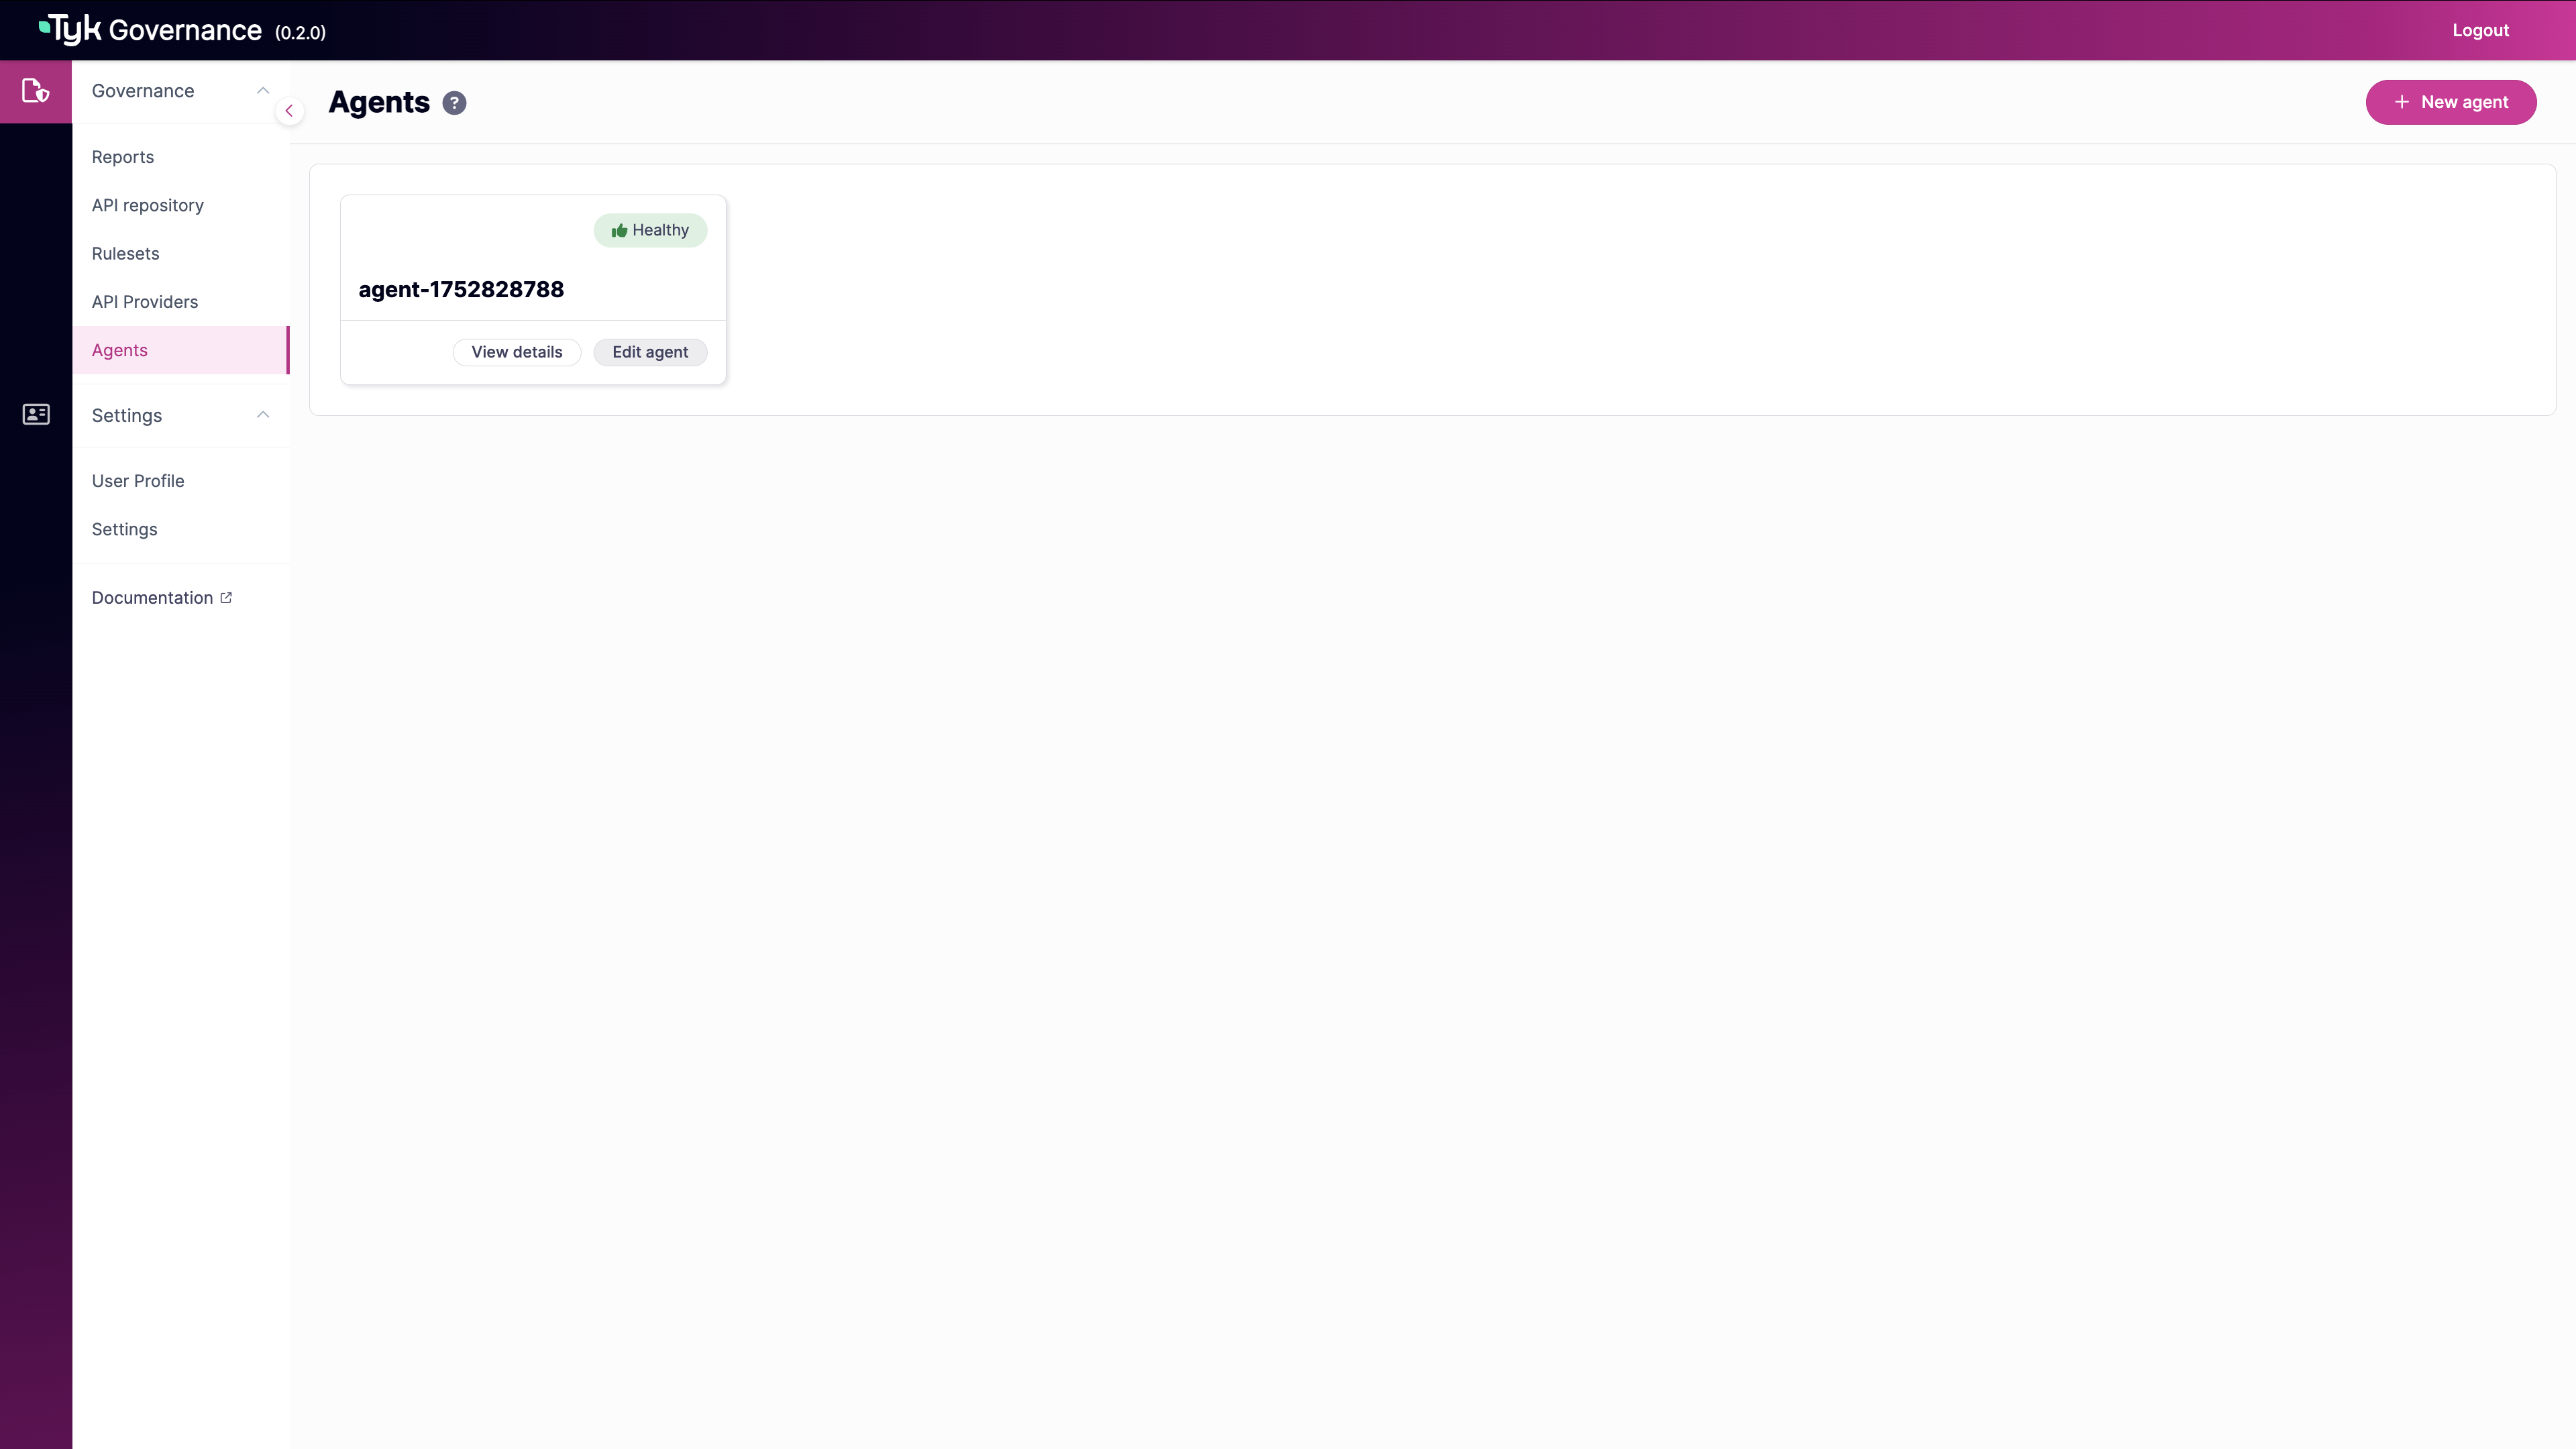 Tyk Governance (0.2.0)
Logout
Governance
Reports
API repository
Rulesets
API Providers
Agents
Settings
User Profile
Settings
Documentation
Agents ?
+ New agent
Healthy
agent-1752828788
View details
Edit agent